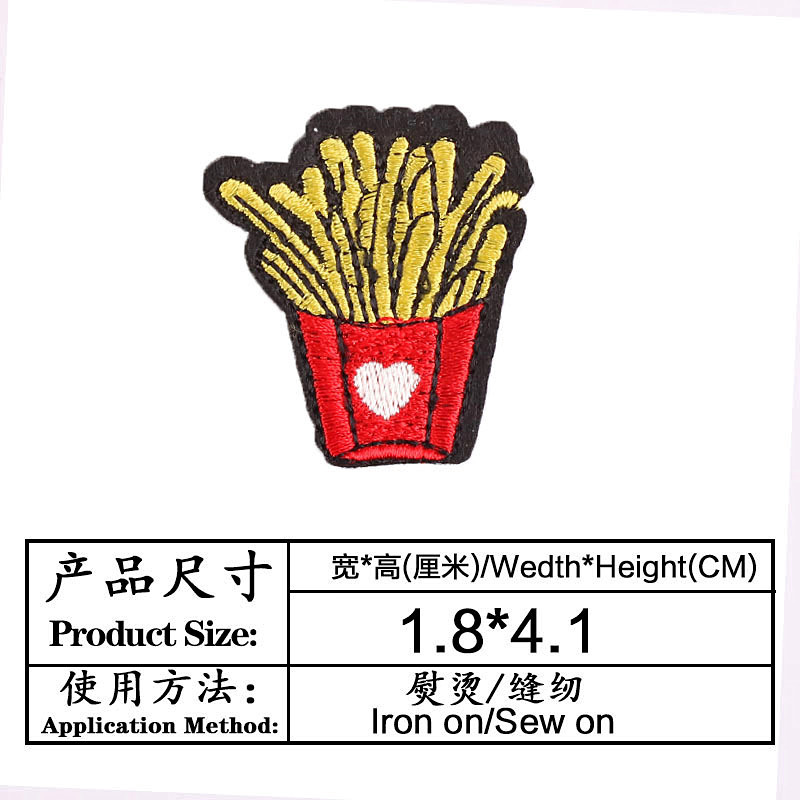 产品尺寸
Product Size:
宽*高(厘米)/Wedth*Height(CM)
1.8*4.1
使用方法：
Application Method:
熨烫/缝纫
Iron on/Sew on